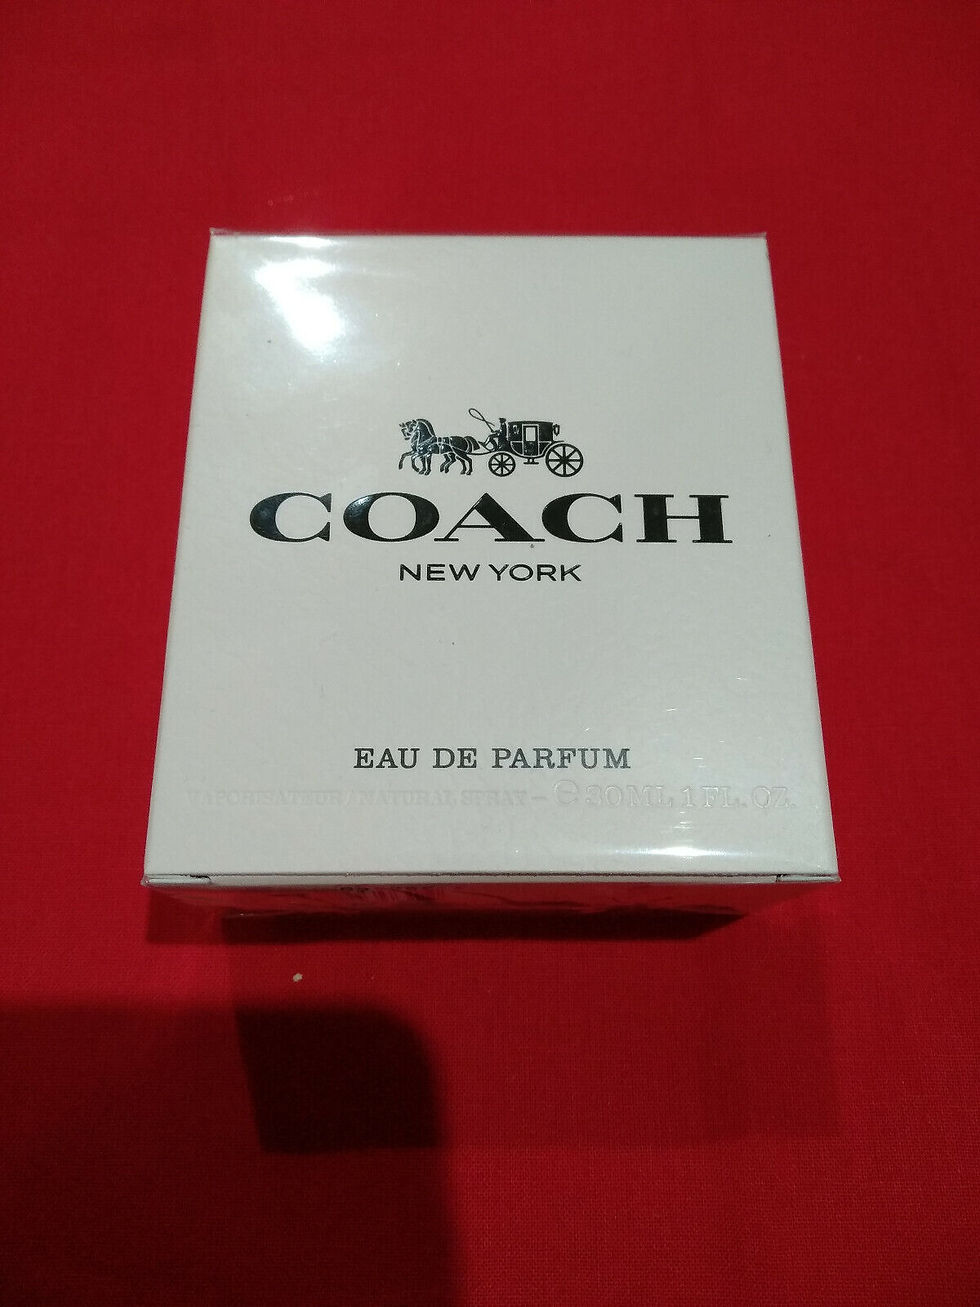 COACH
NEW YORK
EAU DE PARFUM
VAPORISATEUR / NATURAL SPRAY – ℮ 30ML 1 FL. OZ.